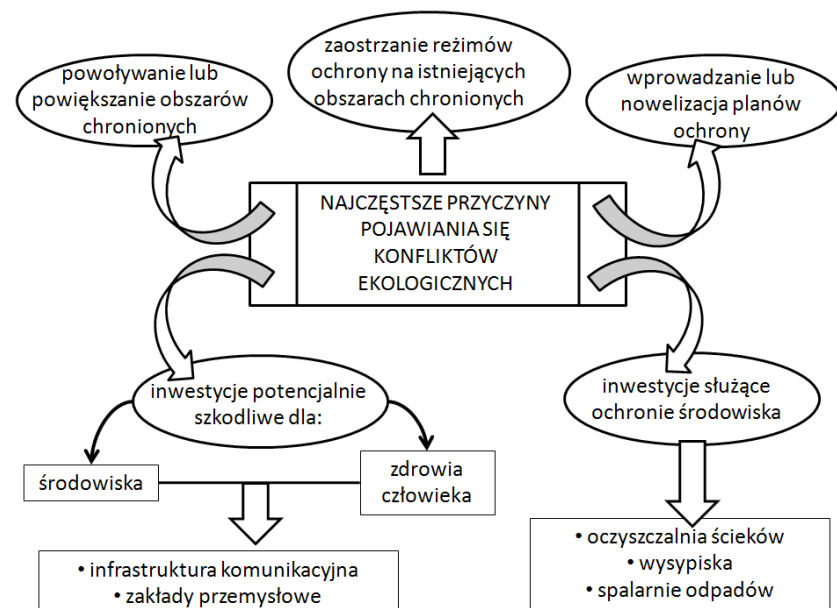 powoływanie lub
powiększanie obszarów
chronionych
zaostrzanie reżimów
ochrony na istniejących
obszarach chronionych
wprowadzanie lub
nowelizacja planów
ochrony
NAJCZĘSTSZE PRZYCZYNY
POJAWIANIA SIĘ
KONFLIKTÓW
EKOLOGICZNYCH
inwestycje potencjalnie
szkodliwe dla:
inwestycje służące
ochronie środowiska
środowiska
zdrowia
człowieka
• infrastruktura komunikacyjna
• zakłady przemysłowe
• oczyszczalnia ścieków
• wysypiska
• spalarnie odpadów